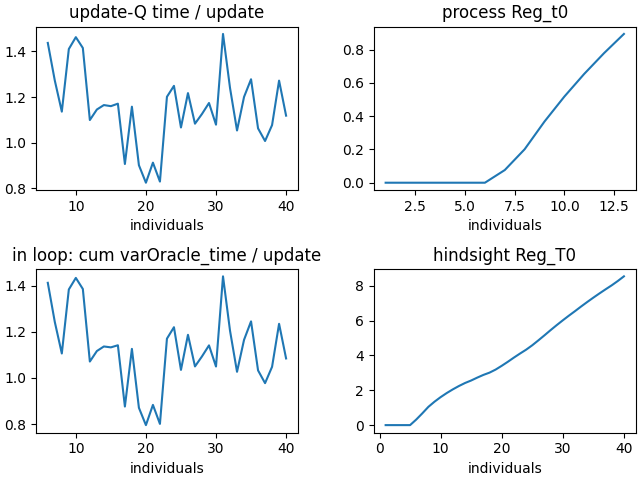 update-Q time / update
1.4
1.2
1.0
0.8
10 20 30 40
individuals
process Reg_t0
0.8
0.6
0.4
0.2
0.0
2.5 5.0 7.5 10.0 12.5
individuals
in loop: cum varOracle_time / update
1.4
1.2
1.0
0.8
10 20 30 40
individuals
hindsight Reg_T0
8
6
4
2
0
0 10 20 30 40
individuals